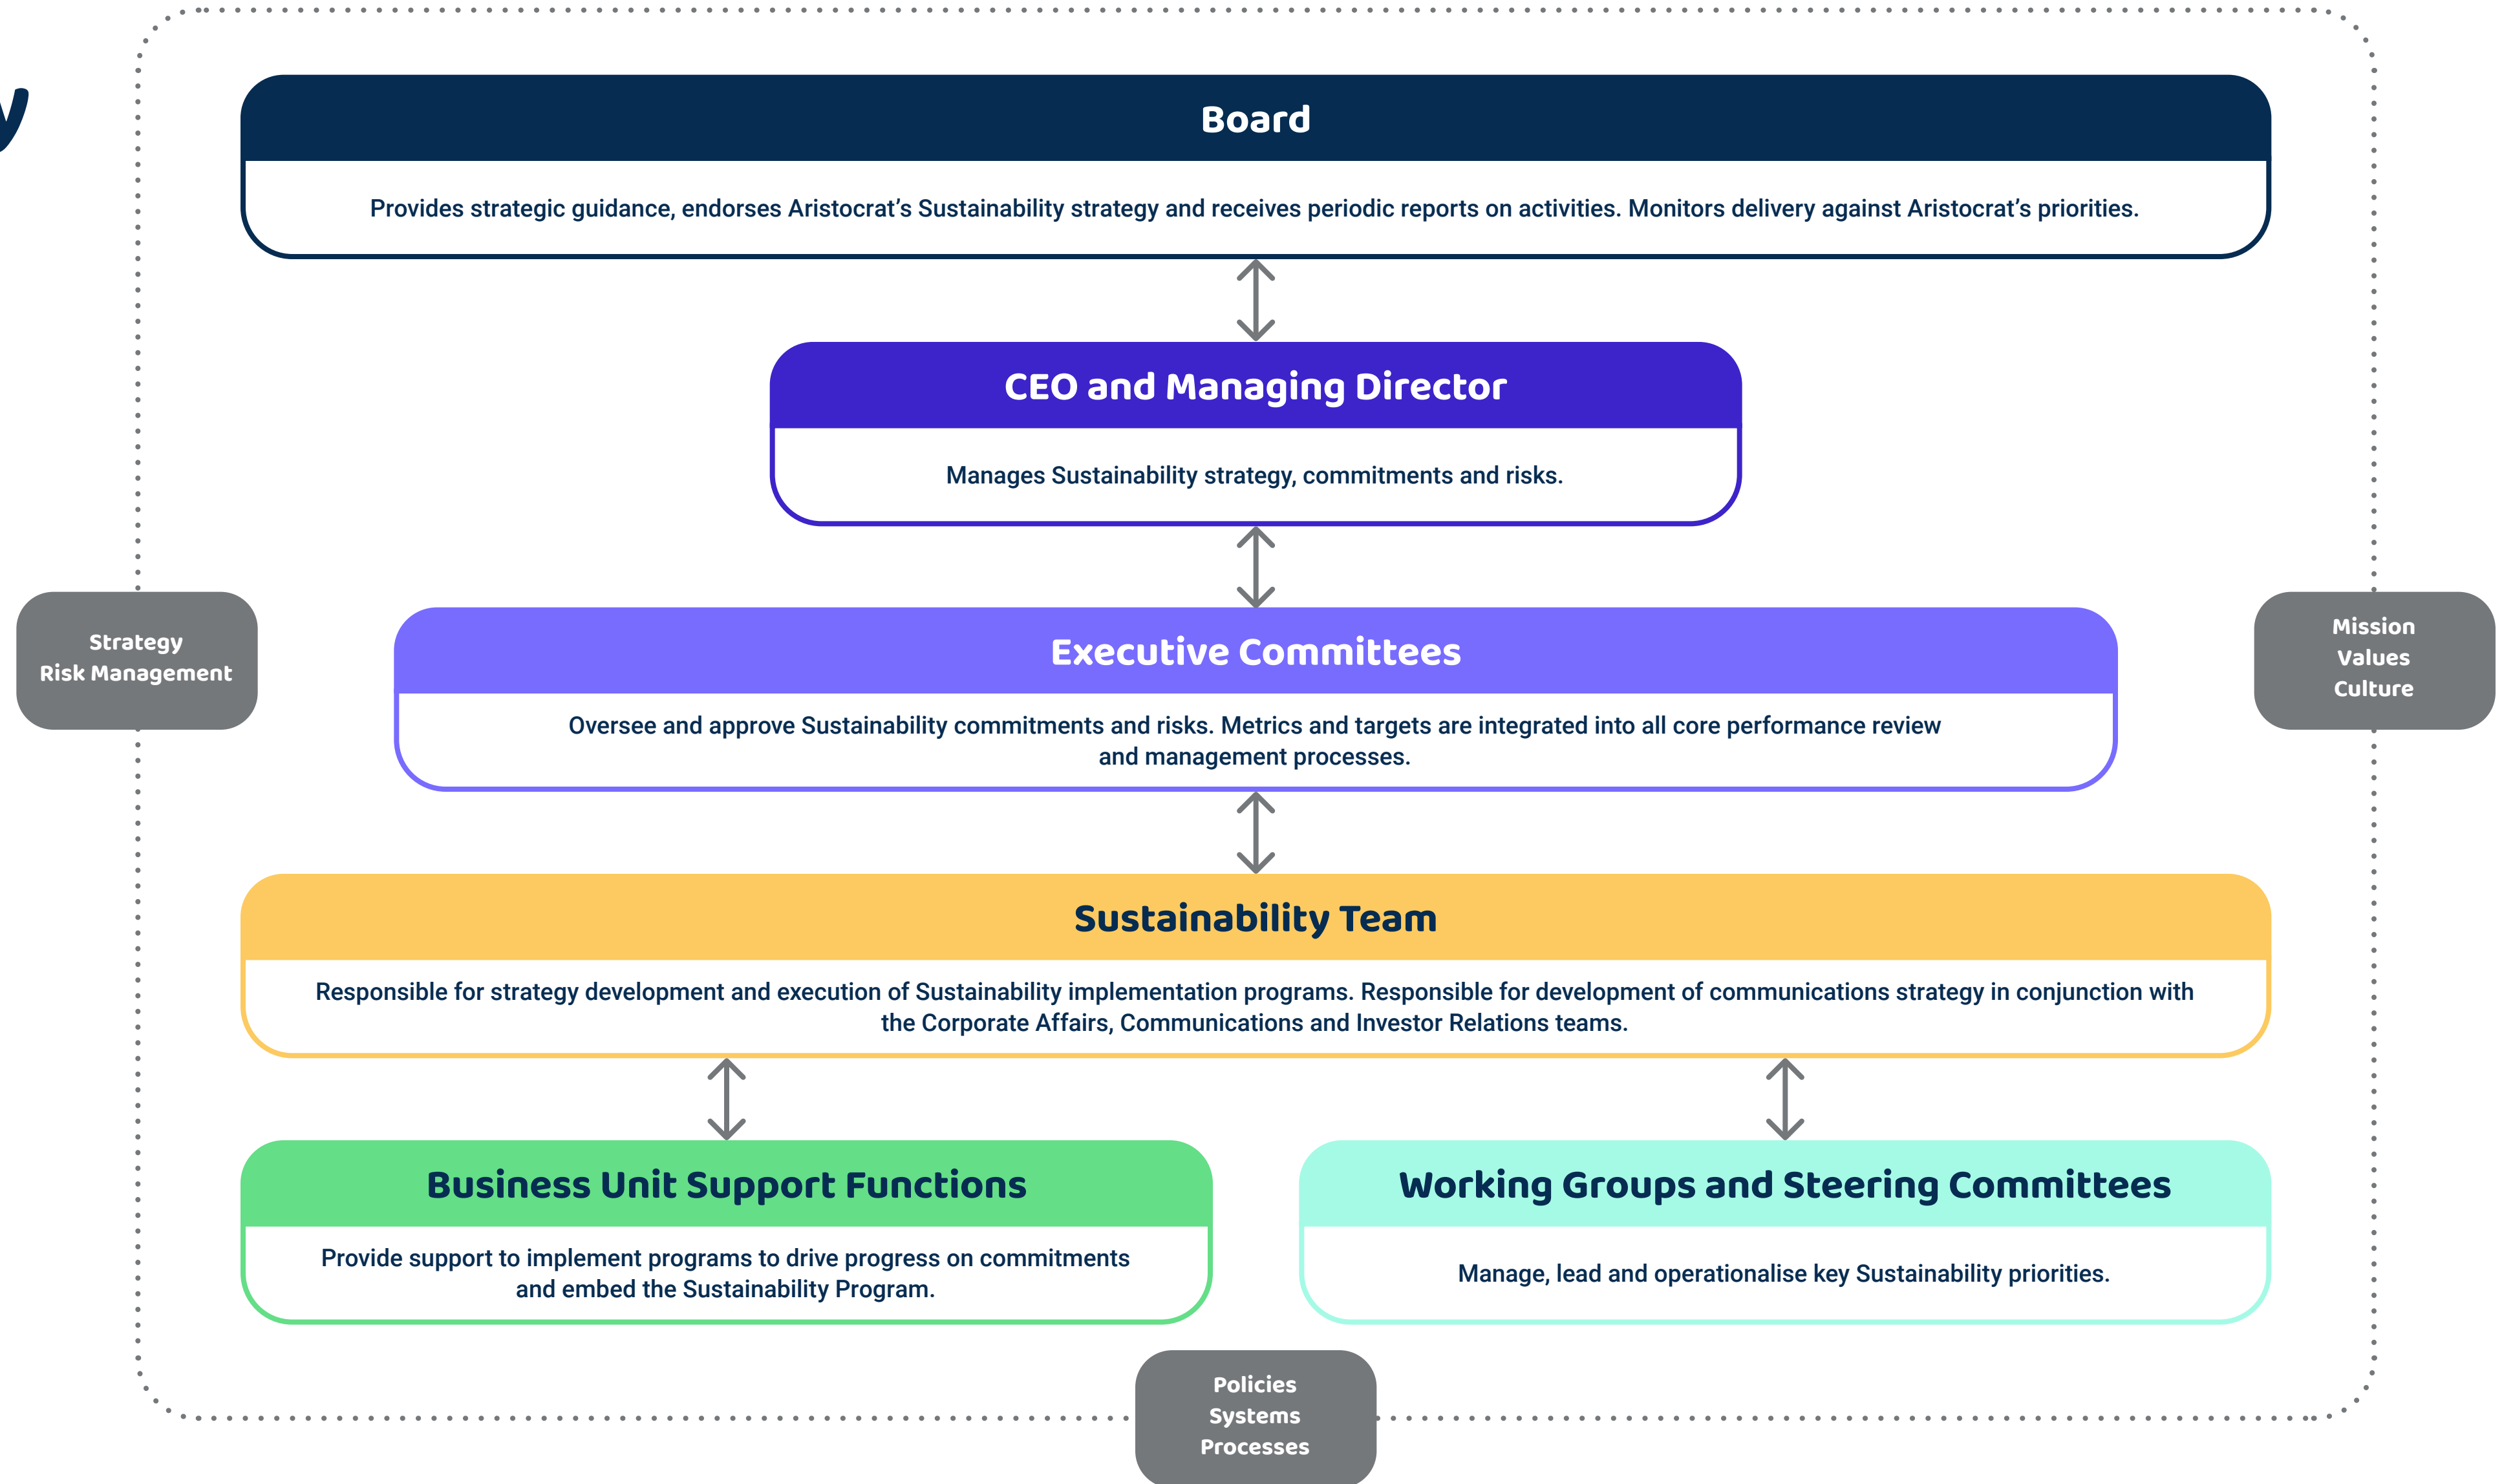 Board
Provides strategic guidance, endorses Aristocrat’s Sustainability strategy and receives periodic reports on activities. Monitors delivery against Aristocrat’s priorities.
CEO and Managing Director
Manages Sustainability strategy, commitments and risks.
Strategy
Risk Management
Executive Committees
Oversee and approve Sustainability commitments and risks. Metrics and targets are integrated into all core performance review
and management processes.
Mission
Values
Culture
Sustainability Team
Responsible for strategy development and execution of Sustainability implementation programs. Responsible for development of communications strategy in conjunction with
the Corporate Affairs, Communications and Investor Relations teams.
Business Unit Support Functions
Provide support to implement programs to drive progress on commitments
and embed the Sustainability Program.
Working Groups and Steering Committees
Manage, lead and operationalise key Sustainability priorities.
Policies
Systems
Processes